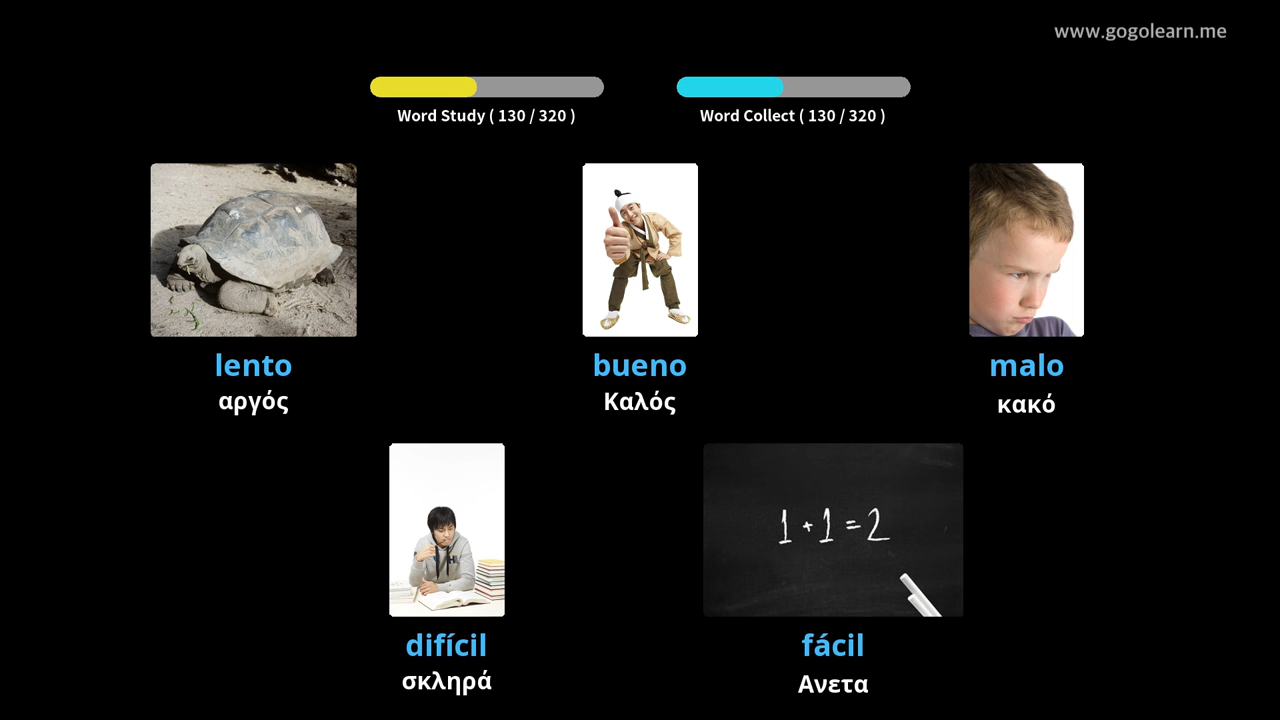 www.gogolearn.me
Word Study ( 130 / 320 )
Word Collect ( 130 / 320 )
lento
αργός
bueno
Καλός
malo
κακό
1 + 1 = 2
difícil
σκληρά
fácil
Ανετα